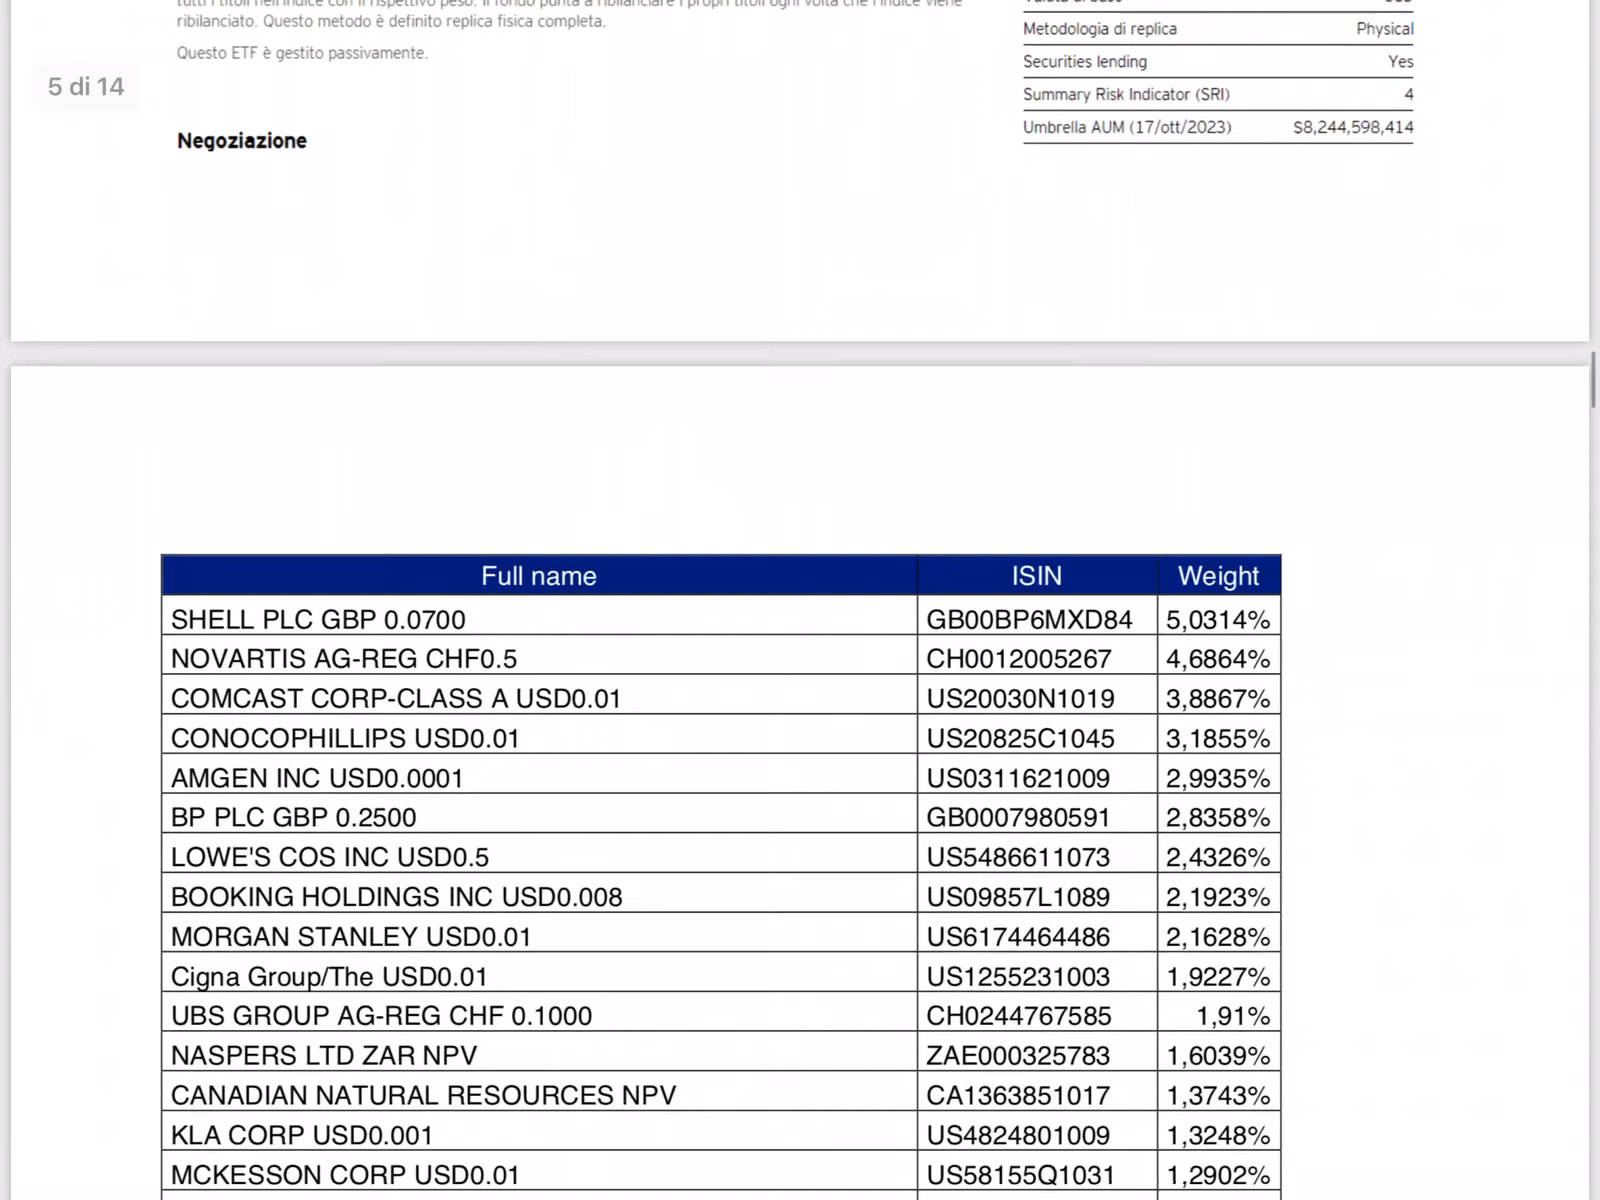 tutti i titoli nell'indice con il rispettivo peso. Il fondo punta a ribilanciare i propri titoli ogni volta che l'indice viene
ribilanciato. Questo metodo è definito replica fisica completa.
Questo ETF è gestito passivamente.
5 di 14
Negoziazione
Metodologia di replica Physical
Securities lending Yes
Summary Risk Indicator (SRI) 4
Umbrella AUM (17/ott/2023) $8,244,598,414
Full name ISIN Weight
SHELL PLC GBP 0.0700 GB00BP6MXD84 5,0314%
NOVARTIS AG-REG CHF0.5 CH0012005267 4,6864%
COMCAST CORP-CLASS A USD0.01 US20030N1019 3,8867%
CONOCOPHILLIPS USD0.01 US20825C1045 3,1855%
AMGEN INC USD0.0001 US0311621009 2,9935%
BP PLC GBP 0.2500 GB0007980591 2,8358%
LOWE'S COS INC USD0.5 US5486611073 2,4326%
BOOKING HOLDINGS INC USD0.008 US09857L1089 2,1923%
MORGAN STANLEY USD0.01 US6174464486 2,1628%
Cigna Group/The USD0.01 US1255231003 1,9227%
UBS GROUP AG-REG CHF 0.1000 CH0244767585 1,91%
NASPERS LTD ZAR NPV ZAE000325783 1,6039%
CANADIAN NATURAL RESOURCES NPV CA1363851017 1,3743%
KLA CORP USD0.001 US4824801009 1,3248%
MCKESSON CORP USD0.01 US58155Q1031 1,2902%